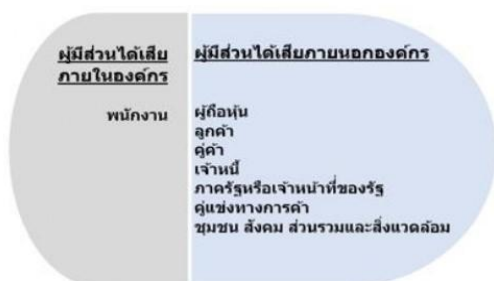 ผู้มีส่วนได้เสีย
ภายในองค์กร
พนักงาน
ผู้มีส่วนได้เสียภายนอกองค์กร
ผู้ถือหุ้น
ลูกค้า
คู่ค้า
เจ้าหนี้
ภาครัฐหรือเจ้าหน้าที่ของรัฐ
คู่แข่งทางการค้า
ชุมชน สังคม ส่วนรวมและสิ่งแวดล้อม